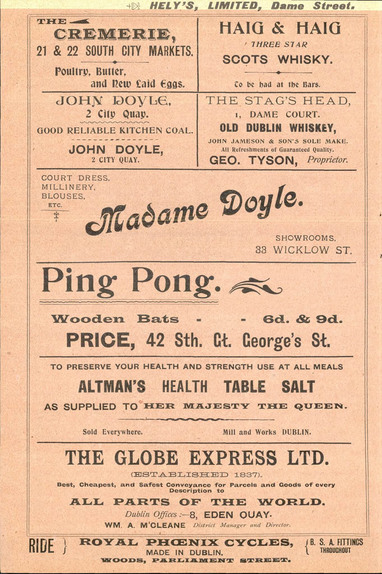 HELY'S, LIMITED, Dame Street.
THE
CREMERIE,
21 & 22 SOUTH CITY MARKETS.
Poultry, Butter,
and New Laid Eggs.
HAIG & HAIG
THREE STAR
SCOTS WHISKY.
To be had at the Bars.
JOHN DOYLE,
2 City Quay.
GOOD RELIABLE KITCHEN COAL.
JOHN DOYLE,
2 CITY QUAY.
THE STAG'S HEAD,
1, DAME COURT.
OLD DUBLIN WHISKEY,
JOHN JAMESON & SON'S SOLE MAKE.
All Refreshments of Guaranteed Quality.
GEO. TYSON, Proprietor.
COURT DRESS,
MILLINERY,
BLOUSES,
ETC.
Madame Doyle.
SHOWROOMS.
33 WICKLOW ST.
Ping Pong.
Wooden Bats - - 6d. & 9d.
PRICE, 42 Sth. Gt. George's St.
TO PRESERVE YOUR HEALTH AND STRENGTH USE AT ALL MEALS
ALTMAN'S HEALTH TABLE SALT
AS SUPPLIED TO HER MAJESTY THE QUEEN.
Sold Everywhere. Mill and Works DUBLIN.
THE GLOBE EXPRESS LTD.
(ESTABLISHED 1837).
Best, Cheapest, and Safest Conveyance for Parcels and Goods of every
Description to
ALL PARTS OF THE WORLD.
Dublin Offices :—8, EDEN QUAY.
WM. A. M'CLEANE District Manager and Director.
RIDE } ROYAL PHŒNIX CYCLES, { B. S. A. FITTINGS
MADE IN DUBLIN, THROUGHOUT
WOODS, PARLIAMENT STREET.